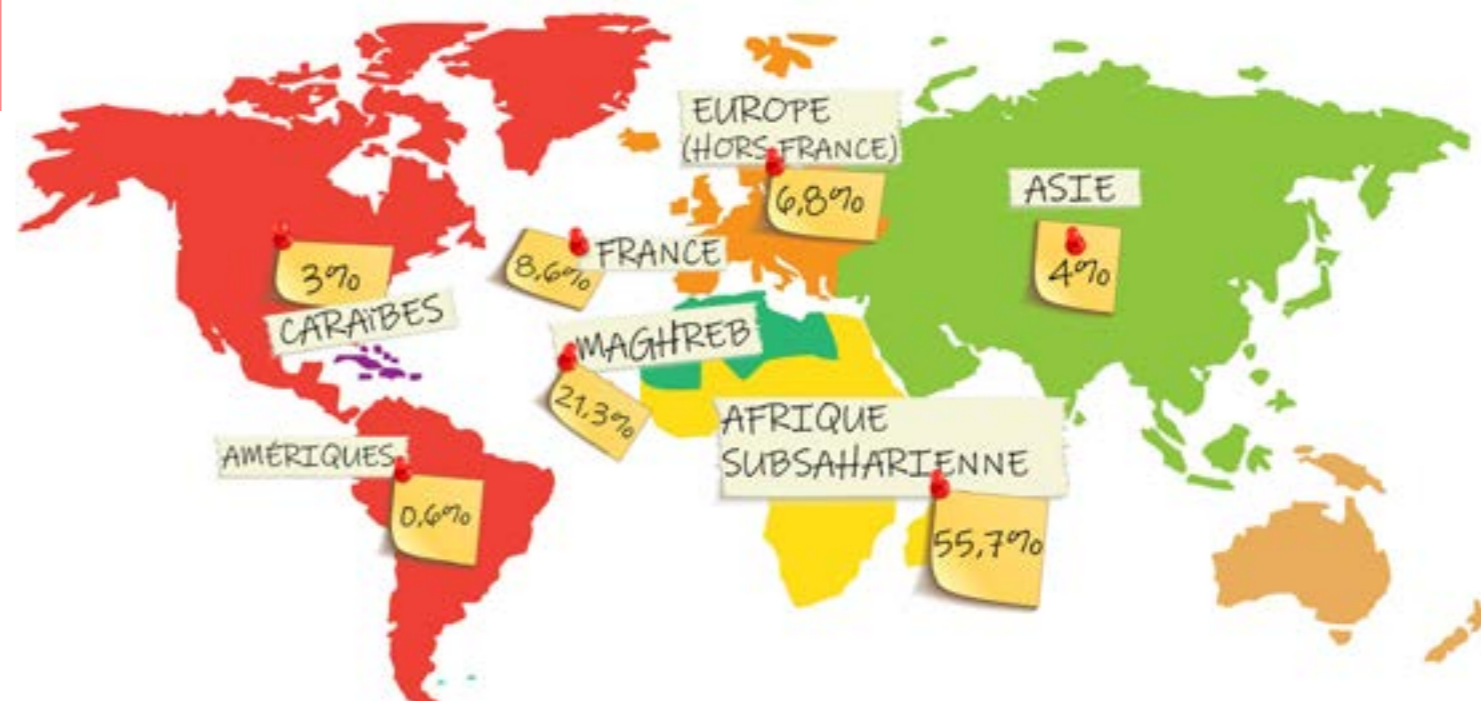 EUROPE
(HORS FRANCE)
6,8%
ASIE
4%
FRANCE
8,6%
3%
CARAÏBES
MAGHREB
21,3%
AFRIQUE
SUBSAHARIENNE
55,7%
AMÉRIQUES
0,6%